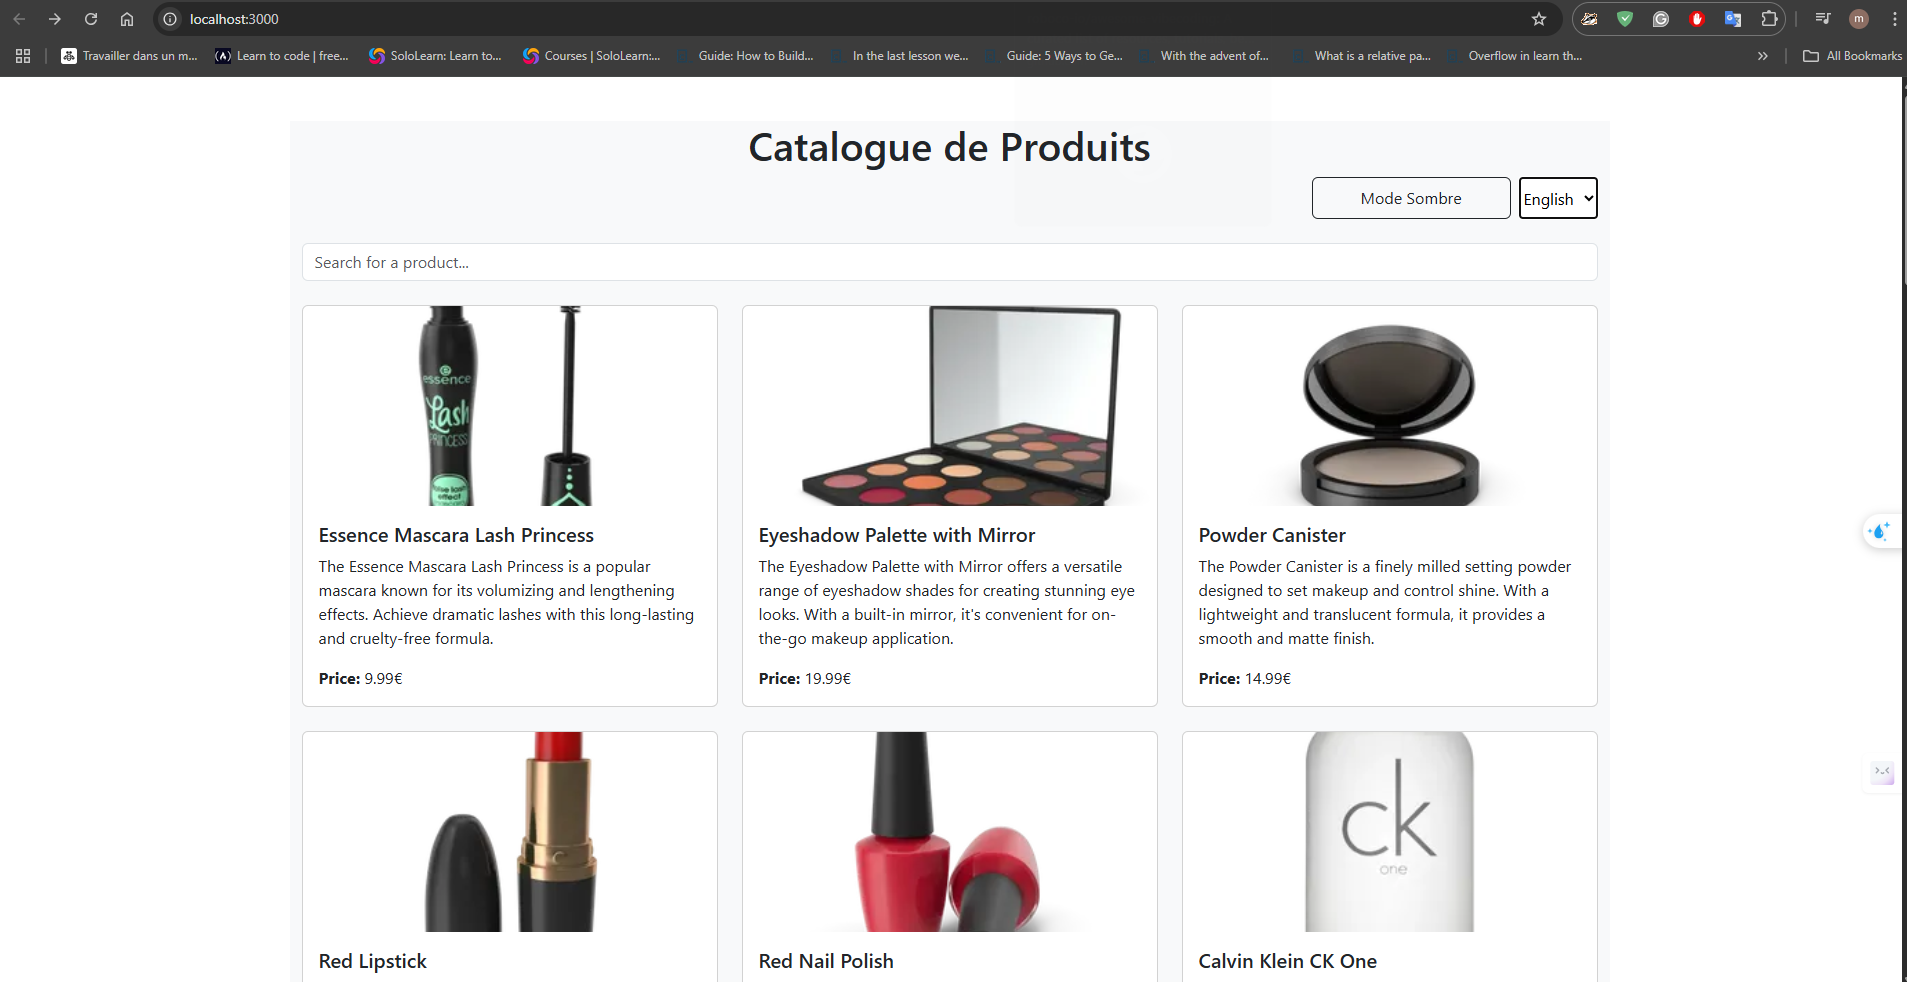 localhost:3000
Travailler dans un m...
Learn to code | free...
SoloLearn: Learn to...
Courses | SoloLearn:...
Guide: How to Build...
In the last lesson we...
Guide: 5 Ways to Ge...
With the advent of...
What is a relative pa...
Overflow in learn th...
All Bookmarks
Catalogue de Produits
Mode Sombre
English
Search for a product...
essence
Lash
PRINCESS
lash
effect
Essence Mascara Lash Princess
The Essence Mascara Lash Princess is a popular
mascara known for its volumizing and lengthening
effects. Achieve dramatic lashes with this long-lasting
and cruelty-free formula.
Price: 9.99€
Eyeshadow Palette with Mirror
The Eyeshadow Palette with Mirror offers a versatile
range of eyeshadow shades for creating stunning eye
looks. With a built-in mirror, it's convenient for on-
the-go makeup application.
Price: 19.99€
Powder Canister
The Powder Canister is a finely milled setting powder
designed to set makeup and control shine. With a
lightweight and translucent formula, it provides a
smooth and matte finish.
Price: 14.99€
Red Lipstick
Red Nail Polish
ck
one
Calvin Klein CK One